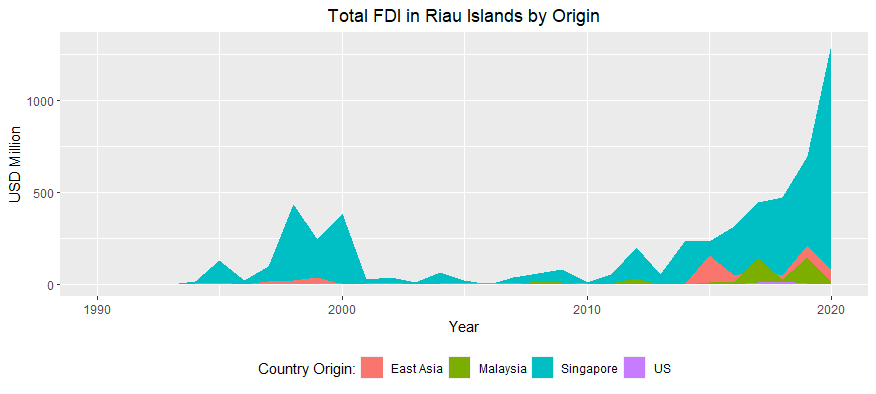 Total FDI in Riau Islands by Origin
USD Million
1000
500
0
1990 2000 2010 2020
Year
Country Origin: East Asia Malaysia Singapore US